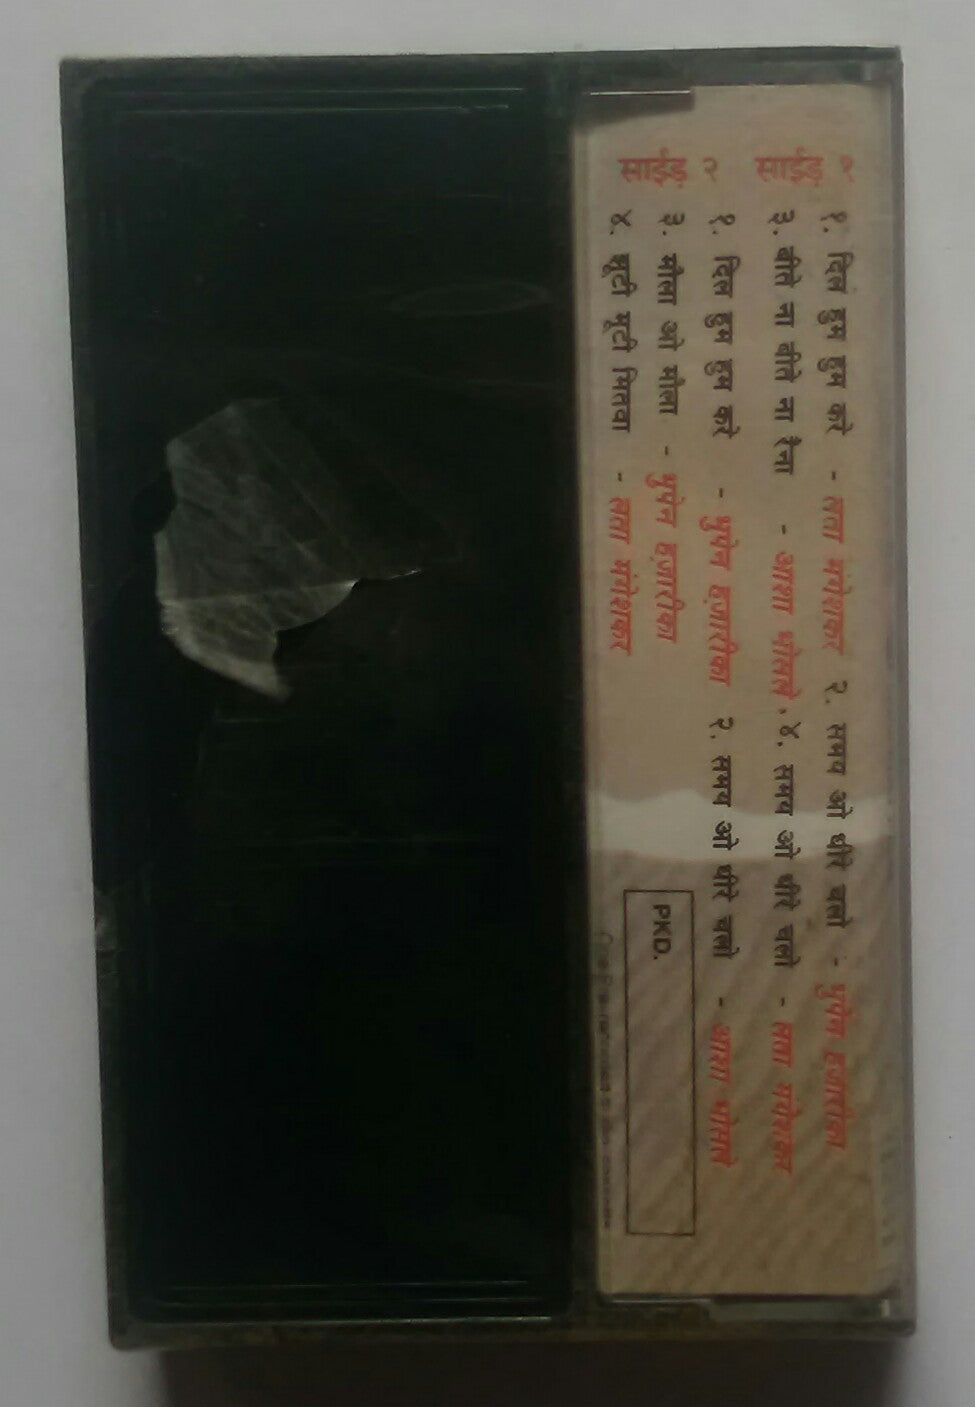 साईड १
१. दिल हुम हुम करे - लता मंगेशकर २. समय ओ धीरे चलो - भुपेन हज़ारीका
३. बीते ना बीते ना रैना - आशा भोसले, ४. समय ओ धीरे चलो - लता मंगेशकर
साईड २
१. दिल हुम हुम करे - भुपेन हज़ारीका २. समय ओ धीरे चलो - आशा भोसले
३. मौला ओ मौला - भुपेन हज़ारीका
४. झूटी मूटी मितवा - लता मंगेशकर
PKD.